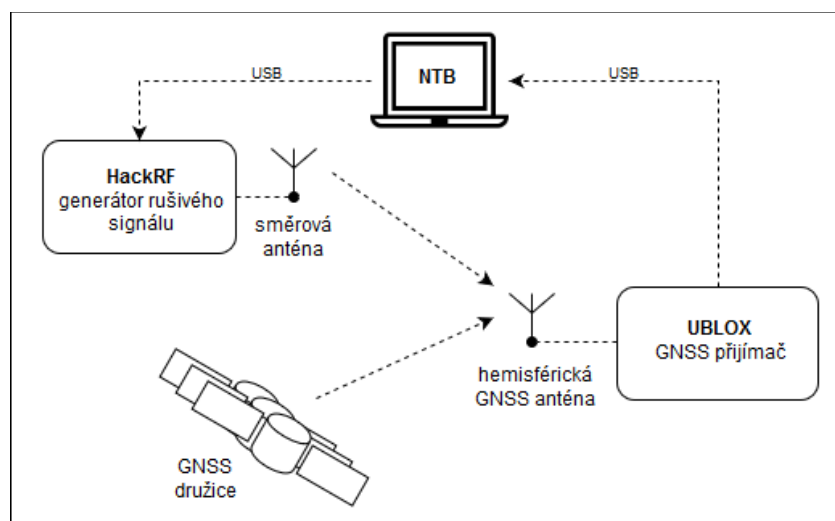 USB
NTB
USB
HackRF
generátor rušivého
signálu
směrová
anténa
UBLOX
GNSS přijímač
hemisférická
GNSS anténa
GNSS
družice